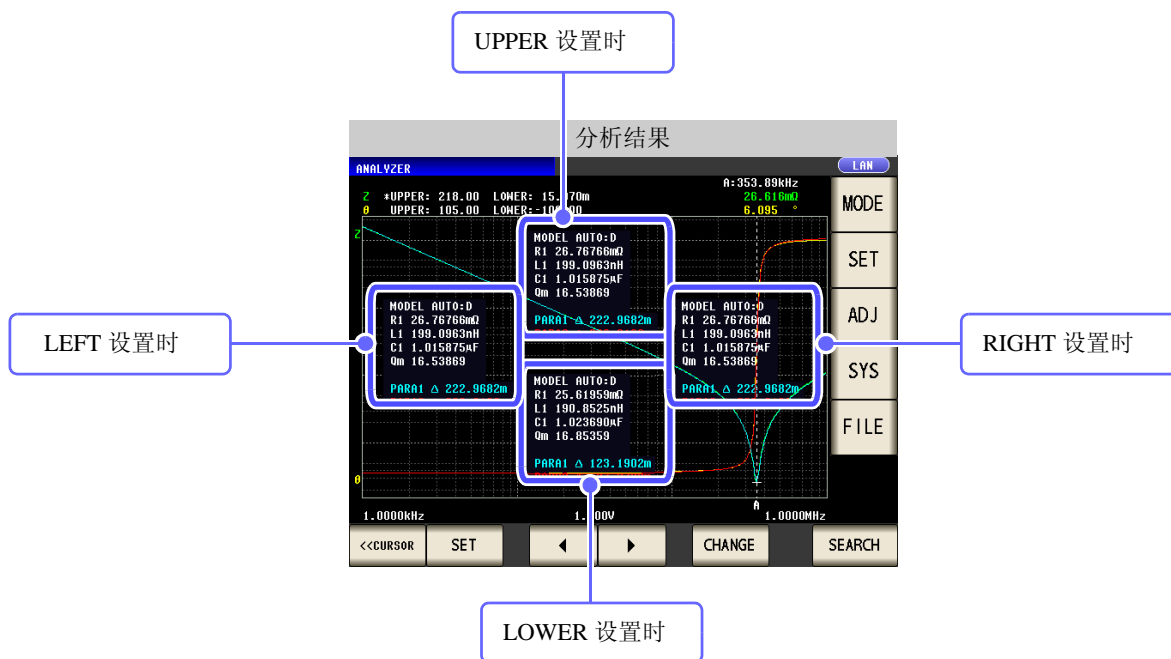 UPPER 设置时
分析结果
ANALYZER
LAN
A:353.89kHz
Z *UPPER: 218.00 LOWER: 15.070m 26.616mΩ
θ UPPER: 105.00 LOWER:-100.00 6.095 °
Z
MODE
SET
ADJ
SYS
FILE
MODEL AUTO:D
R1 26.76766mΩ
L1 199.0963nH
C1 1.015875μF
Qm 16.53869
PARA1 Δ 222.9682m
LEFT 设置时
MODEL AUTO:D
R1 26.76766mΩ
L1 199.0963nH
C1 1.015875μF
Qm 16.53869
PARA1 Δ 222.9682m
MODEL AUTO:D
R1 26.76766mΩ
L1 199.0963nH
C1 1.015875μF
Qm 16.53869
PARA1 Δ 222.9682m
RIGHT 设置时
MODEL AUTO:D
R1 25.61959mΩ
L1 190.8525nH
C1 1.023690μF
Qm 16.85359
PARA1 Δ 123.1902m
θ
A
1.0000kHz 1.000V 1.0000MHz
<<CURSOR SET ◀ ▶ CHANGE SEARCH
LOWER 设置时